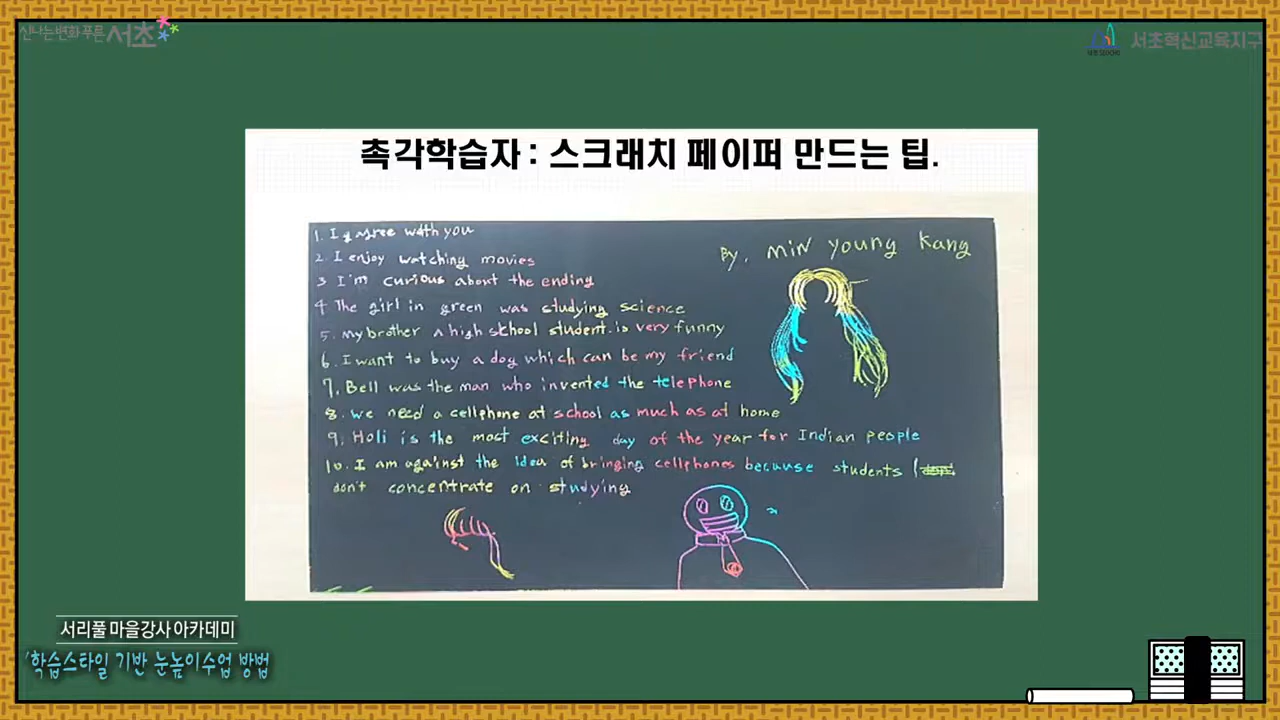 신나는 변화 푸른 서초
서초 SEOCHO
서초혁신교육지구
촉각학습자 : 스크래치 페이퍼 만드는 팁.
1. I agree with you
2. I enjoy watching movies
3 I'm curious about the ending
4 The girl in green was studying science
5. My brother a high school student is very funny
6. I want to buy a dog which can be my friend
7. Bell was the man who invented the telephone
8. we need a cellphone at school as much as at home
9. Holi is the most exciting day of the year for Indian people
10. I am against the idea of bringing cellphones because students
don't concentrate on studying
By. MIN young kang
서리풀 마을강사 아카데미
'학습스타일 기반 눈높이수업 방법